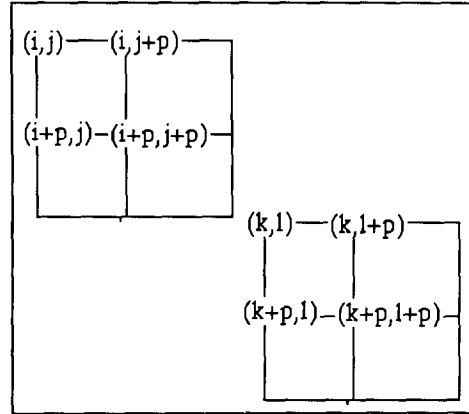 (i,j) (i,j+p)
(i+p,j) (i+p,j+p)
(k,l) (k,l+p)
(k+p,l) (k+p,l+p)